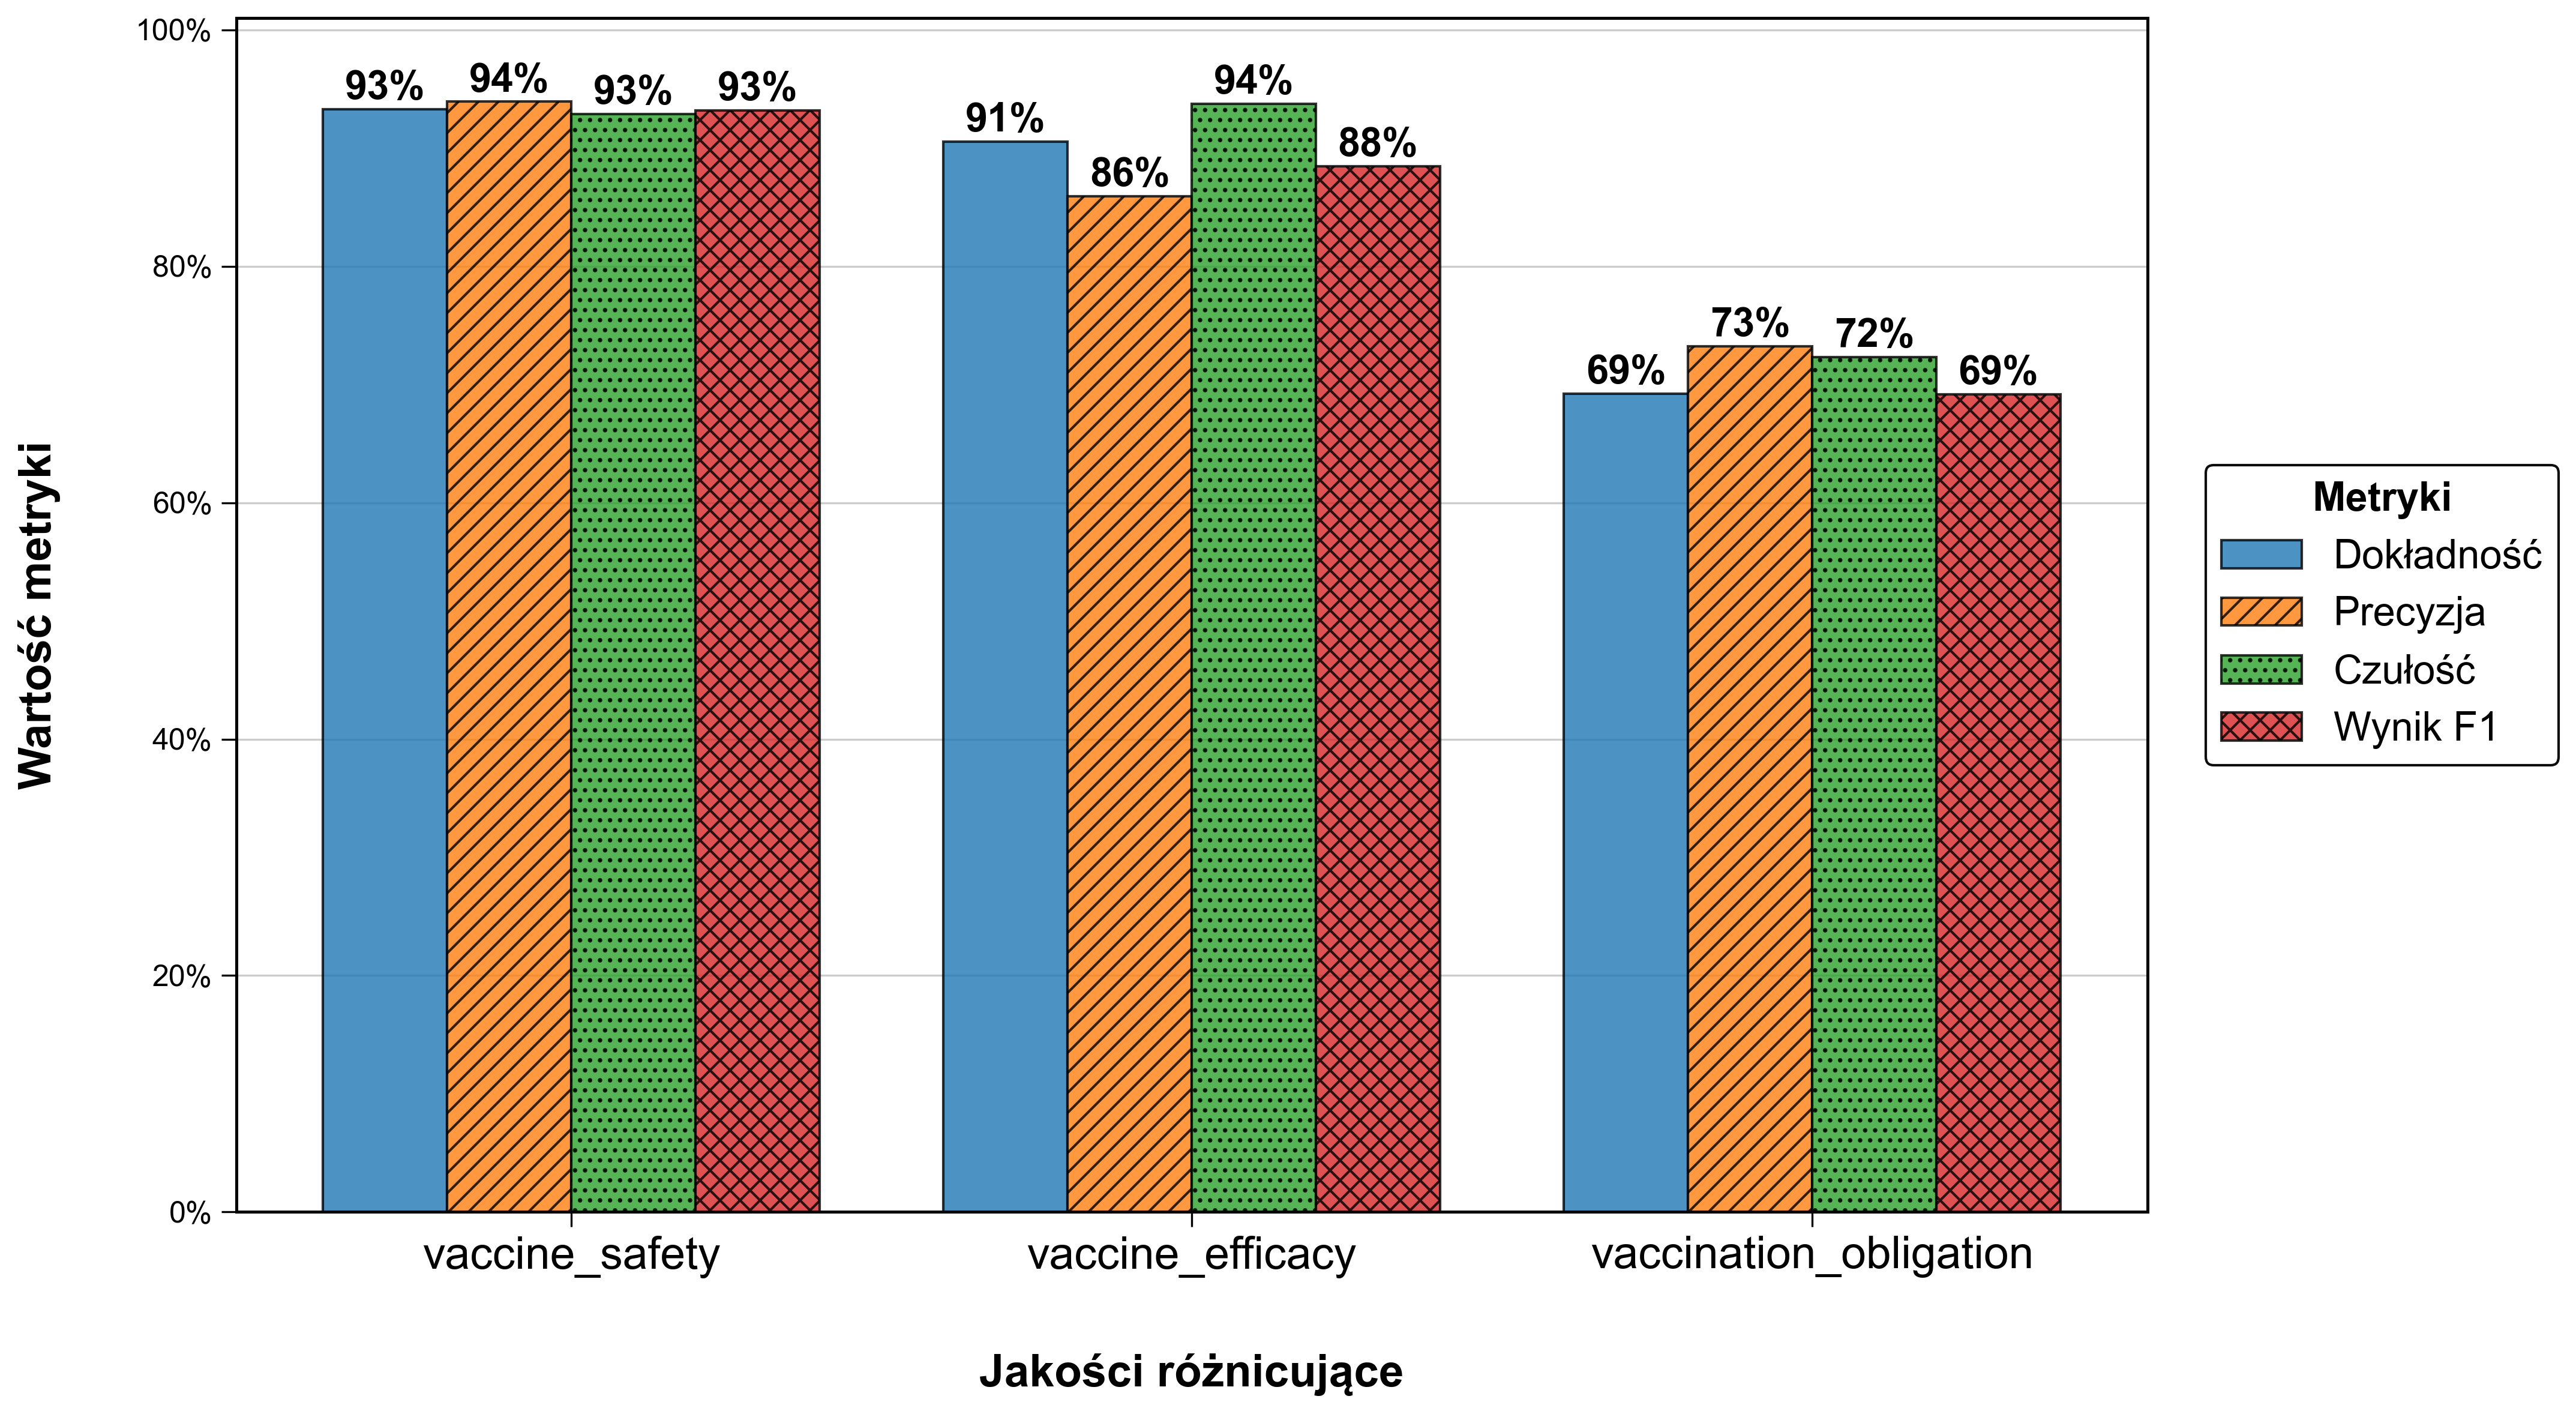 100%
80%
60%
40%
20%
0%
Wartość metryki
93%
94%
93%
93%
91%
86%
94%
88%
69%
73%
72%
69%
vaccine_safety
vaccine_efficacy
vaccination_obligation
Jakości różnicujące
Metryki
Dokładność
Precyzja
Czułość
Wynik F1